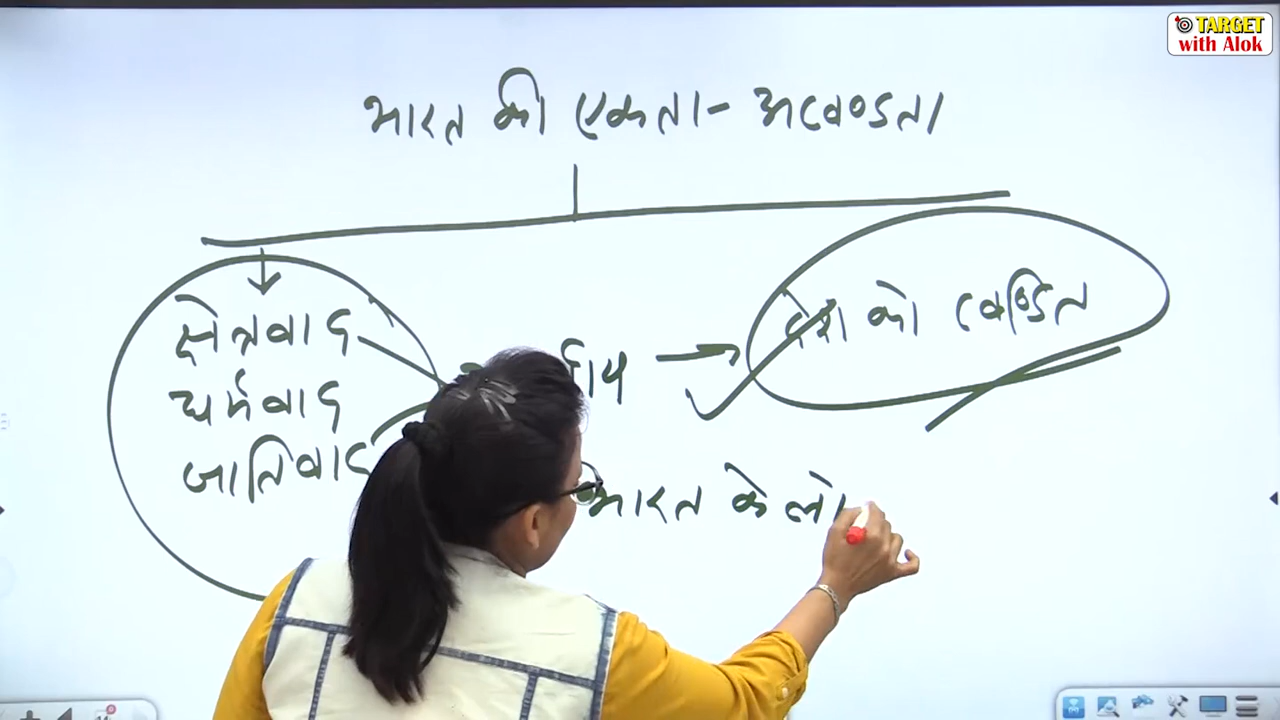 TARGET
with Alok
भारत की एकता - अखण्डता
क्षेत्रवाद
देश को खण्डित
धर्मवाद
जातिवाद
भारत के लो